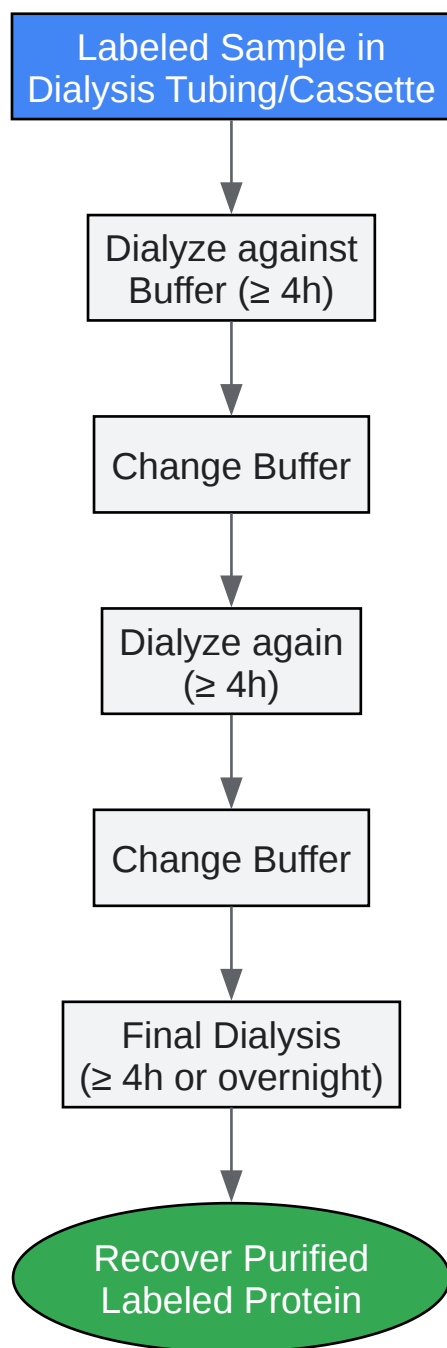 Labeled Sample in
Dialysis Tubing/Cassette
Dialyze against
Buffer (≥ 4h)
Change Buffer
Dialyze again
(≥ 4h)
Change Buffer
Final Dialysis
(≥ 4h or overnight)
Recover Purified
Labeled Protein